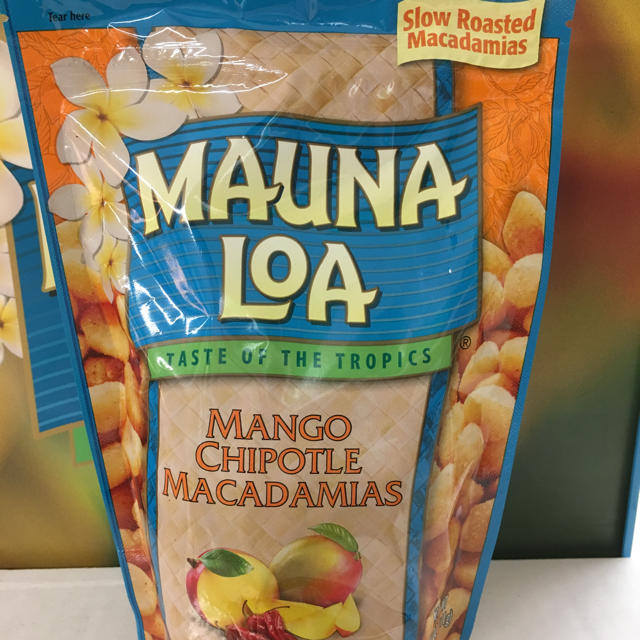 Tear here
Slow Roasted
Macadamias
MAUNA
LOA
®
TASTE OF THE TROPICS
MANGO
CHIPOTLE
MACADAMIAS